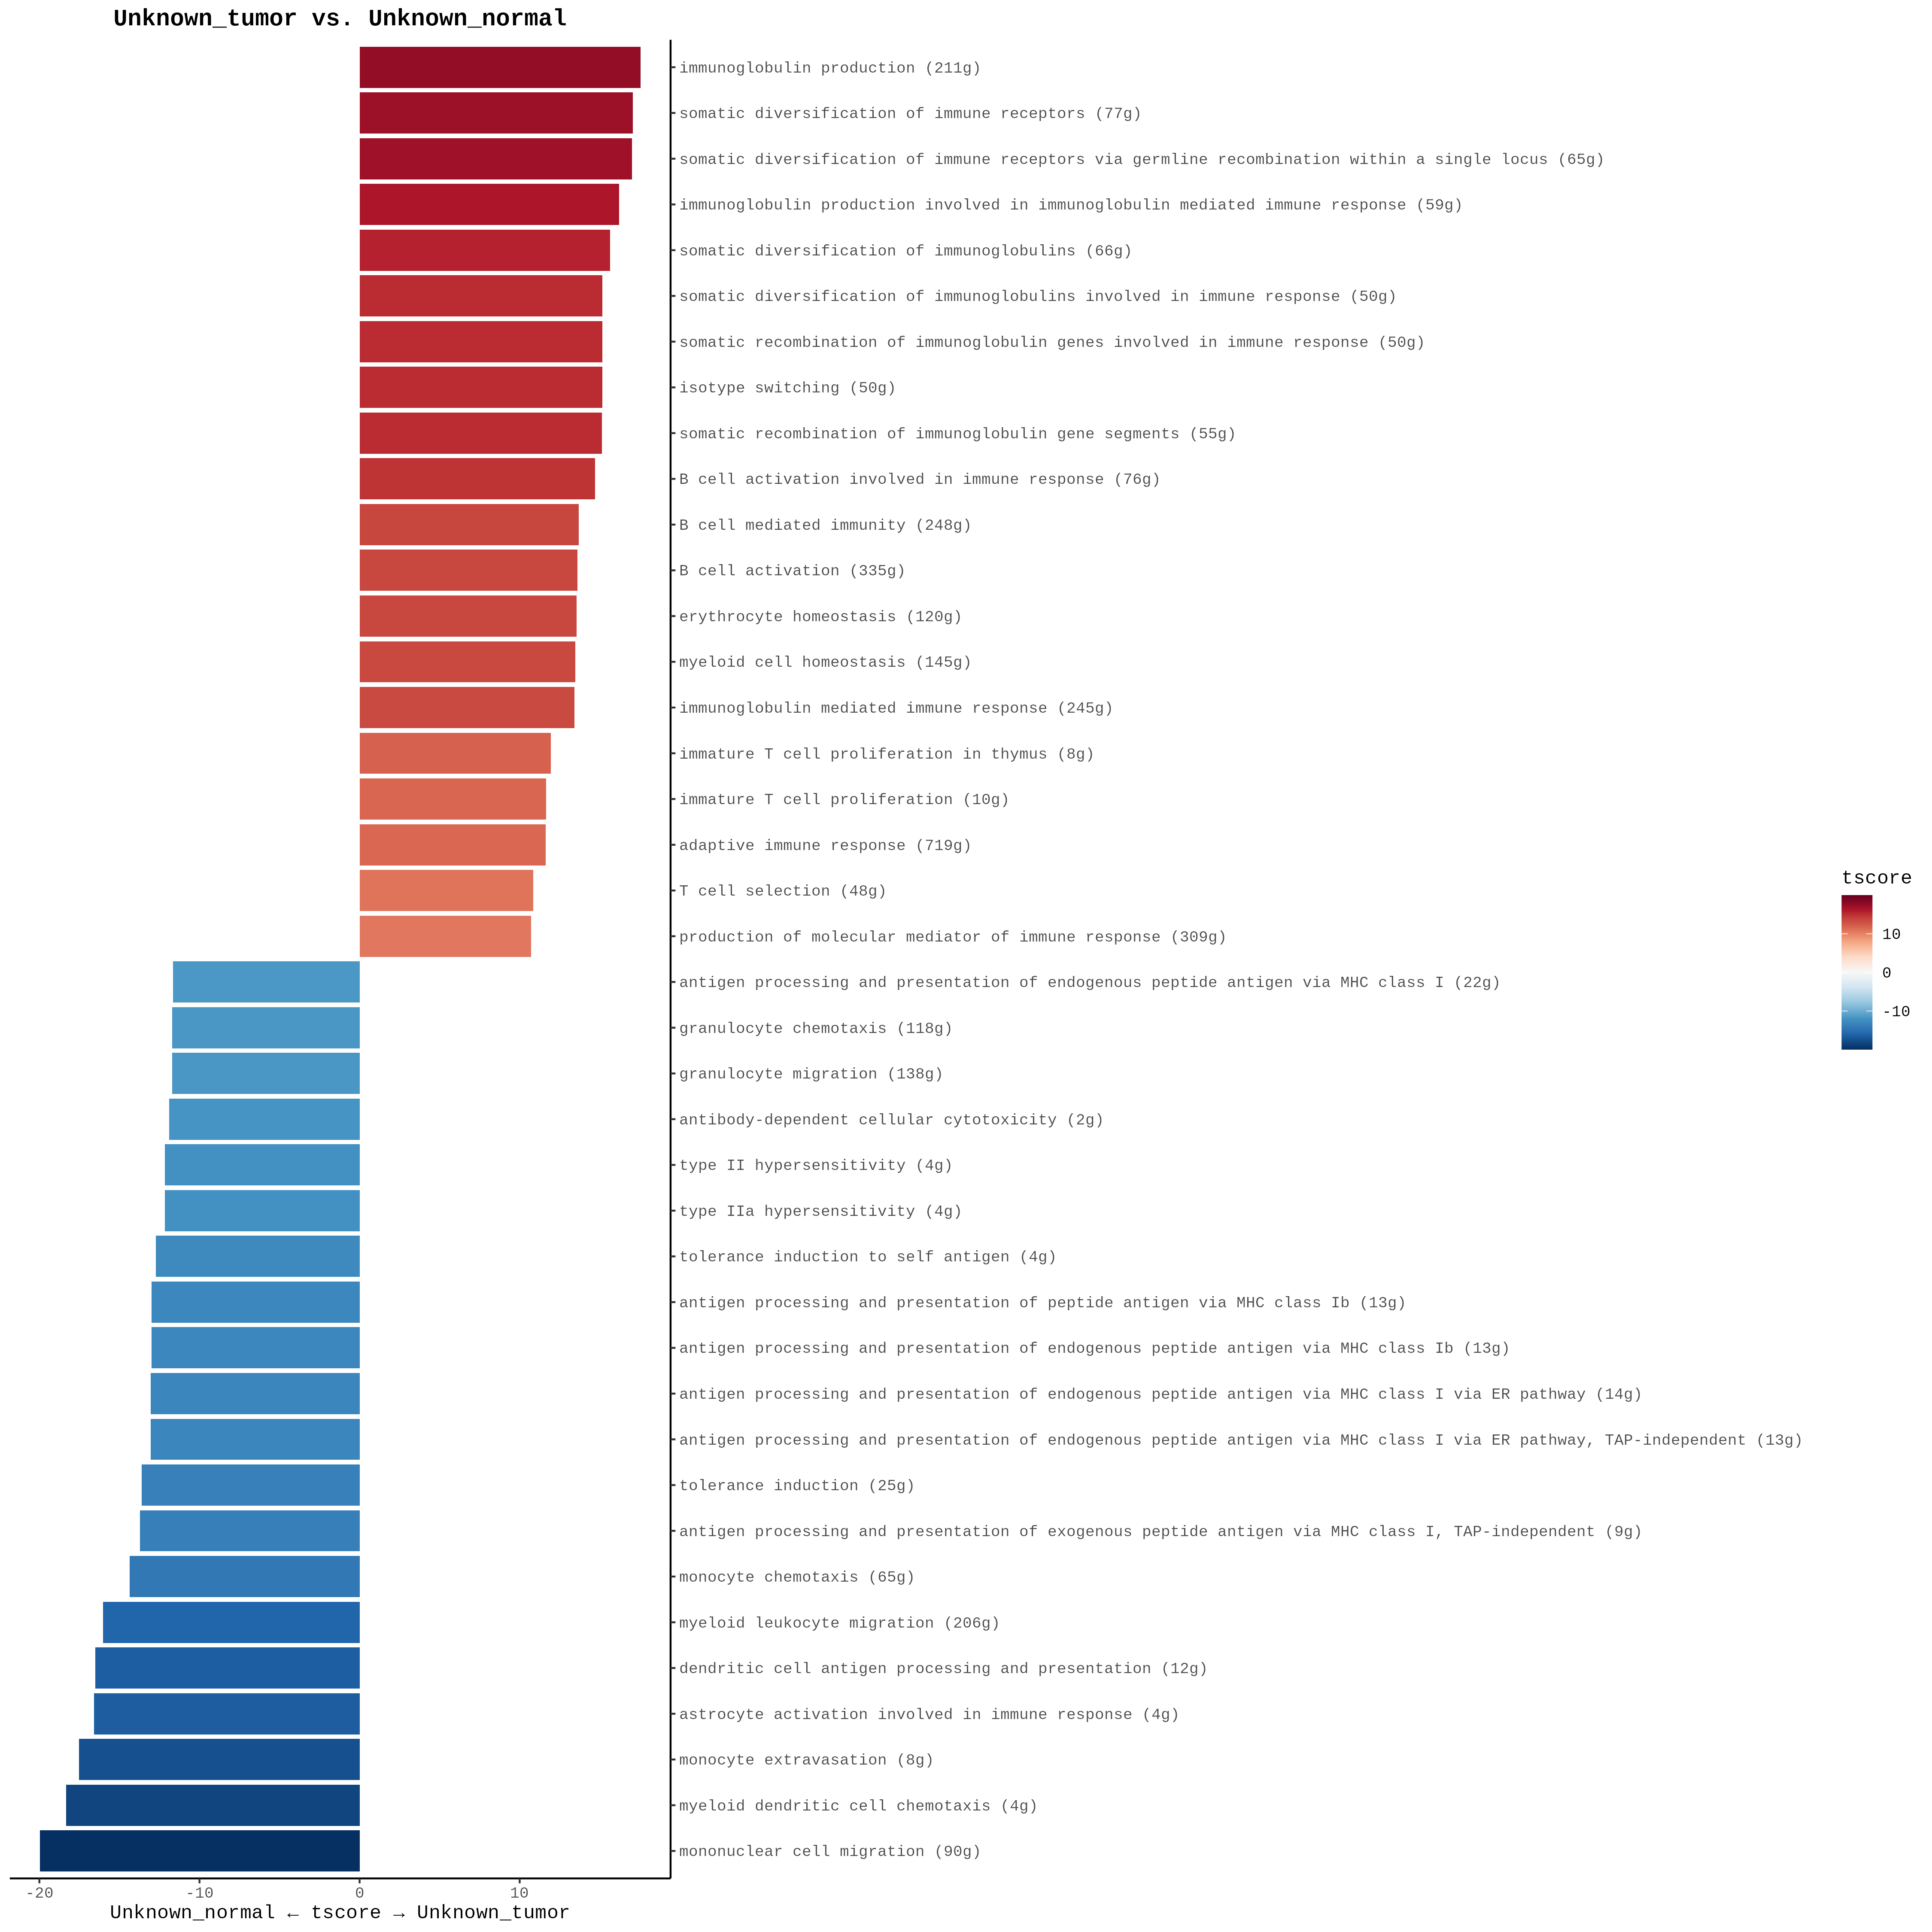 Unknown_tumor vs. Unknown_normal
immunoglobulin production (211g)
somatic diversification of immune receptors (77g)
somatic diversification of immune receptors via germline recombination within a single locus (65g)
immunoglobulin production involved in immunoglobulin mediated immune response (59g)
somatic diversification of immunoglobulins (66g)
somatic diversification of immunoglobulins involved in immune response (50g)
somatic recombination of immunoglobulin genes involved in immune response (50g)
isotype switching (50g)
somatic recombination of immunoglobulin gene segments (55g)
B cell activation involved in immune response (76g)
B cell mediated immunity (248g)
B cell activation (335g)
erythrocyte homeostasis (120g)
myeloid cell homeostasis (145g)
immunoglobulin mediated immune response (245g)
immature T cell proliferation in thymus (8g)
immature T cell proliferation (10g)
adaptive immune response (719g)
T cell selection (48g)
production of molecular mediator of immune response (309g)
antigen processing and presentation of endogenous peptide antigen via MHC class I (22g)
granulocyte chemotaxis (118g)
granulocyte migration (138g)
antibody-dependent cellular cytotoxicity (2g)
type II hypersensitivity (4g)
type IIa hypersensitivity (4g)
tolerance induction to self antigen (4g)
antigen processing and presentation of peptide antigen via MHC class Ib (13g)
antigen processing and presentation of endogenous peptide antigen via MHC class Ib (13g)
antigen processing and presentation of endogenous peptide antigen via MHC class I via ER pathway (14g)
antigen processing and presentation of endogenous peptide antigen via MHC class I via ER pathway, TAP-independent (13g)
tolerance induction (25g)
antigen processing and presentation of exogenous peptide antigen via MHC class I, TAP-independent (9g)
monocyte chemotaxis (65g)
myeloid leukocyte migration (206g)
dendritic cell antigen processing and presentation (12g)
astrocyte activation involved in immune response (4g)
monocyte extravasation (8g)
myeloid dendritic cell chemotaxis (4g)
mononuclear cell migration (90g)
-20 -10 0 10
Unknown_normal ← tscore → Unknown_tumor
tscore
10
0
-10